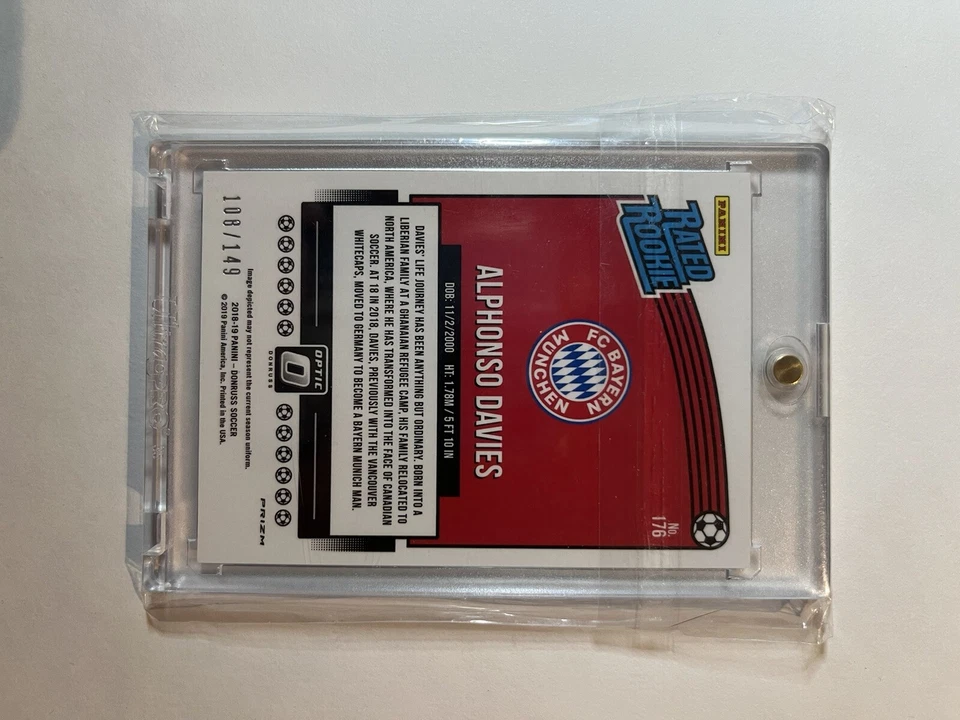 PANINI
RATED
ROOKIE
No.
176
FC BAYERN
MÜNCHEN
ALPHONSO DAVIES
DOB: 11/2/2000 HT: 1.78M / 5 FT 10 IN
DAVIES' LIFE JOURNEY HAS BEEN ANYTHING BUT ORDINARY. BORN INTO A
LIBERIAN FAMILY AT A GHANAIAN REFUGEE CAMP, HIS FAMILY RELOCATED TO
NORTH AMERICA, WHERE HE HAS TRANSFORMED INTO THE FACE OF CANADIAN
SOCCER. AT 18 IN 2018, DAVIES, PREVIOUSLY WITH THE VANCOUVER
WHITECAPS, MOVED TO GERMANY TO BECOME A BAYERN MUNICH MAN.
OPTIC
DONRUSS
PRIZM
Image depicted may not represent the current season uniform.
2018-19 PANINI – DONRUSS SOCCER
© 2019 Panini America, Inc. Printed in the USA.
108/149